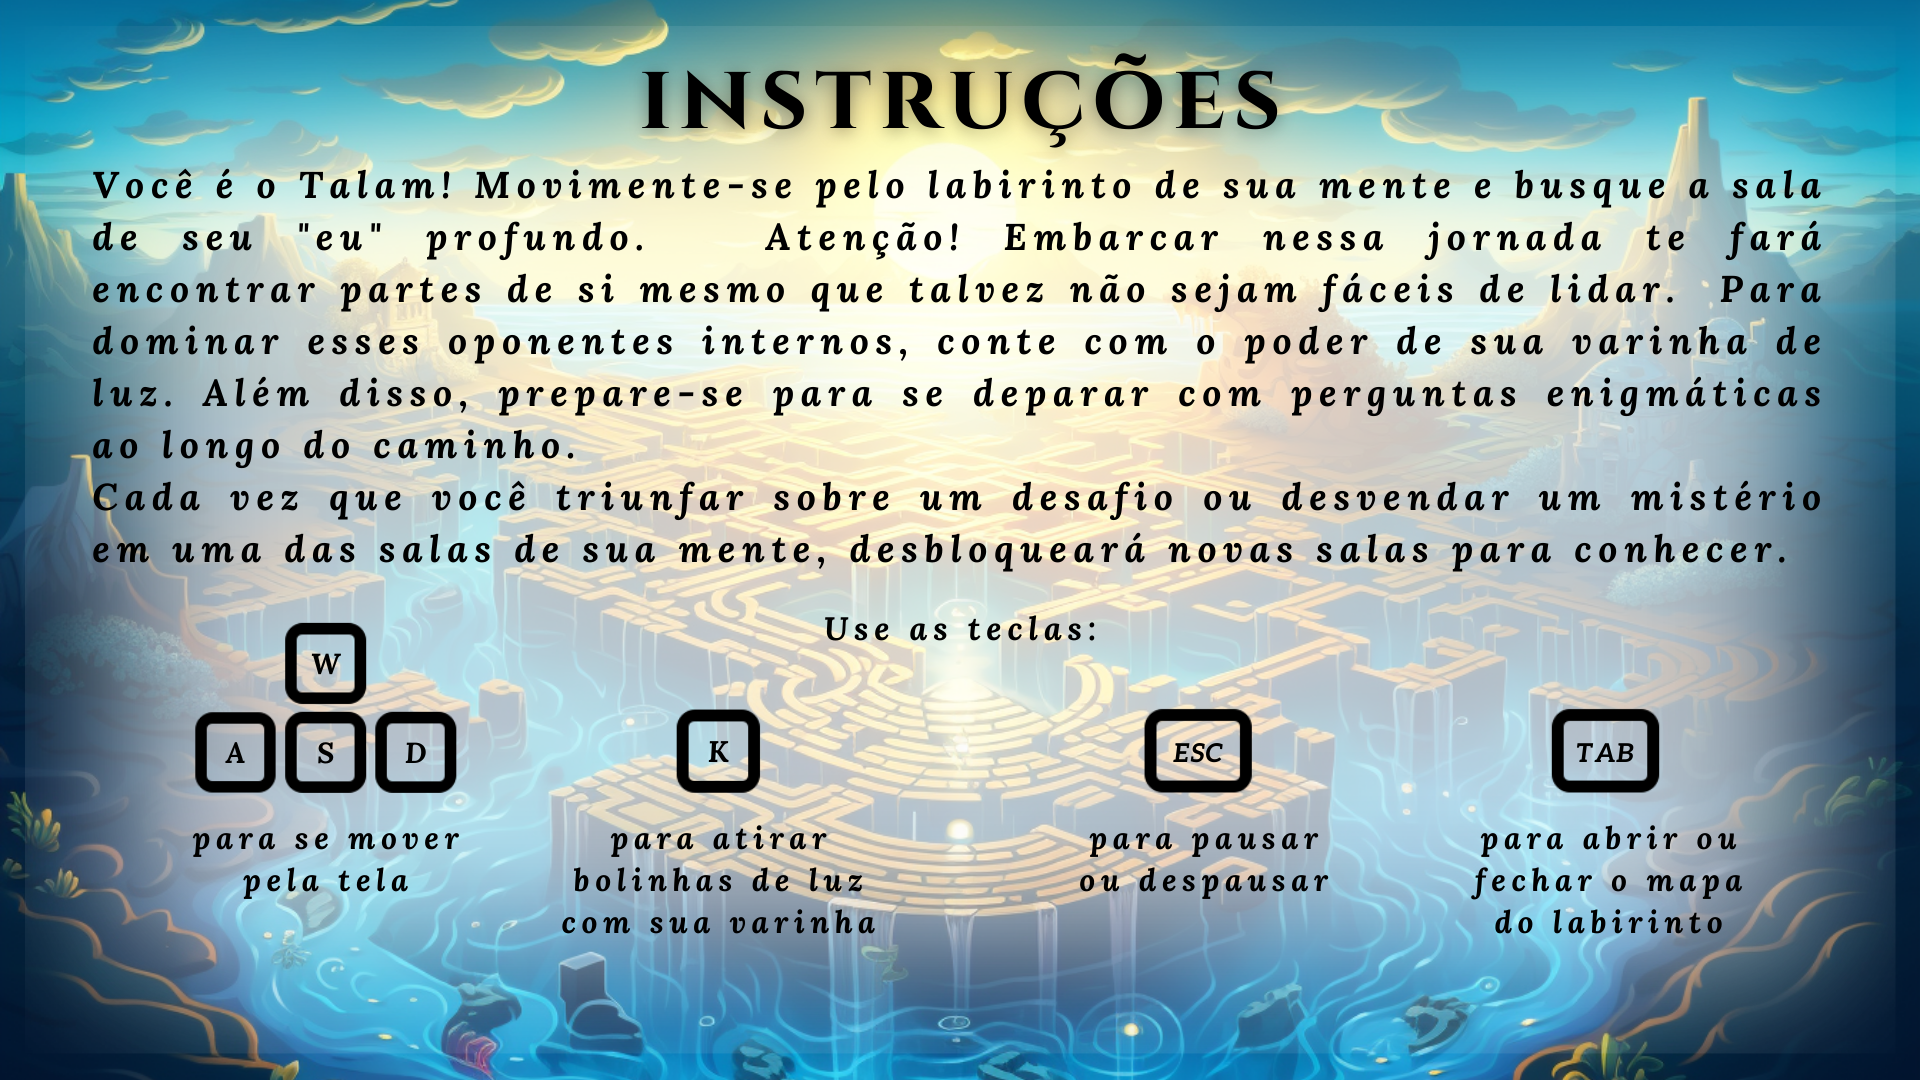 INSTRUÇÕES
Você é o Talam! Movimente-se pelo labirinto de sua mente e busque a sala
de seu "eu" profundo. Atenção! Embarcar nessa jornada te fará
encontrar partes de si mesmo que talvez não sejam fáceis de lidar. Para
dominar esses oponentes internos, conte com o poder de sua varinha de
luz. Além disso, prepare-se para se deparar com perguntas enigmáticas
ao longo do caminho.
Cada vez que você triunfar sobre um desafio ou desvendar um mistério
em uma das salas de sua mente, desbloqueará novas salas para conhecer.
Use as teclas:
W
A S D
para se mover
pela tela
K
para atirar
bolinhas de luz
com sua varinha
ESC
para pausar
ou despausar
TAB
para abrir ou
fechar o mapa
do labirinto